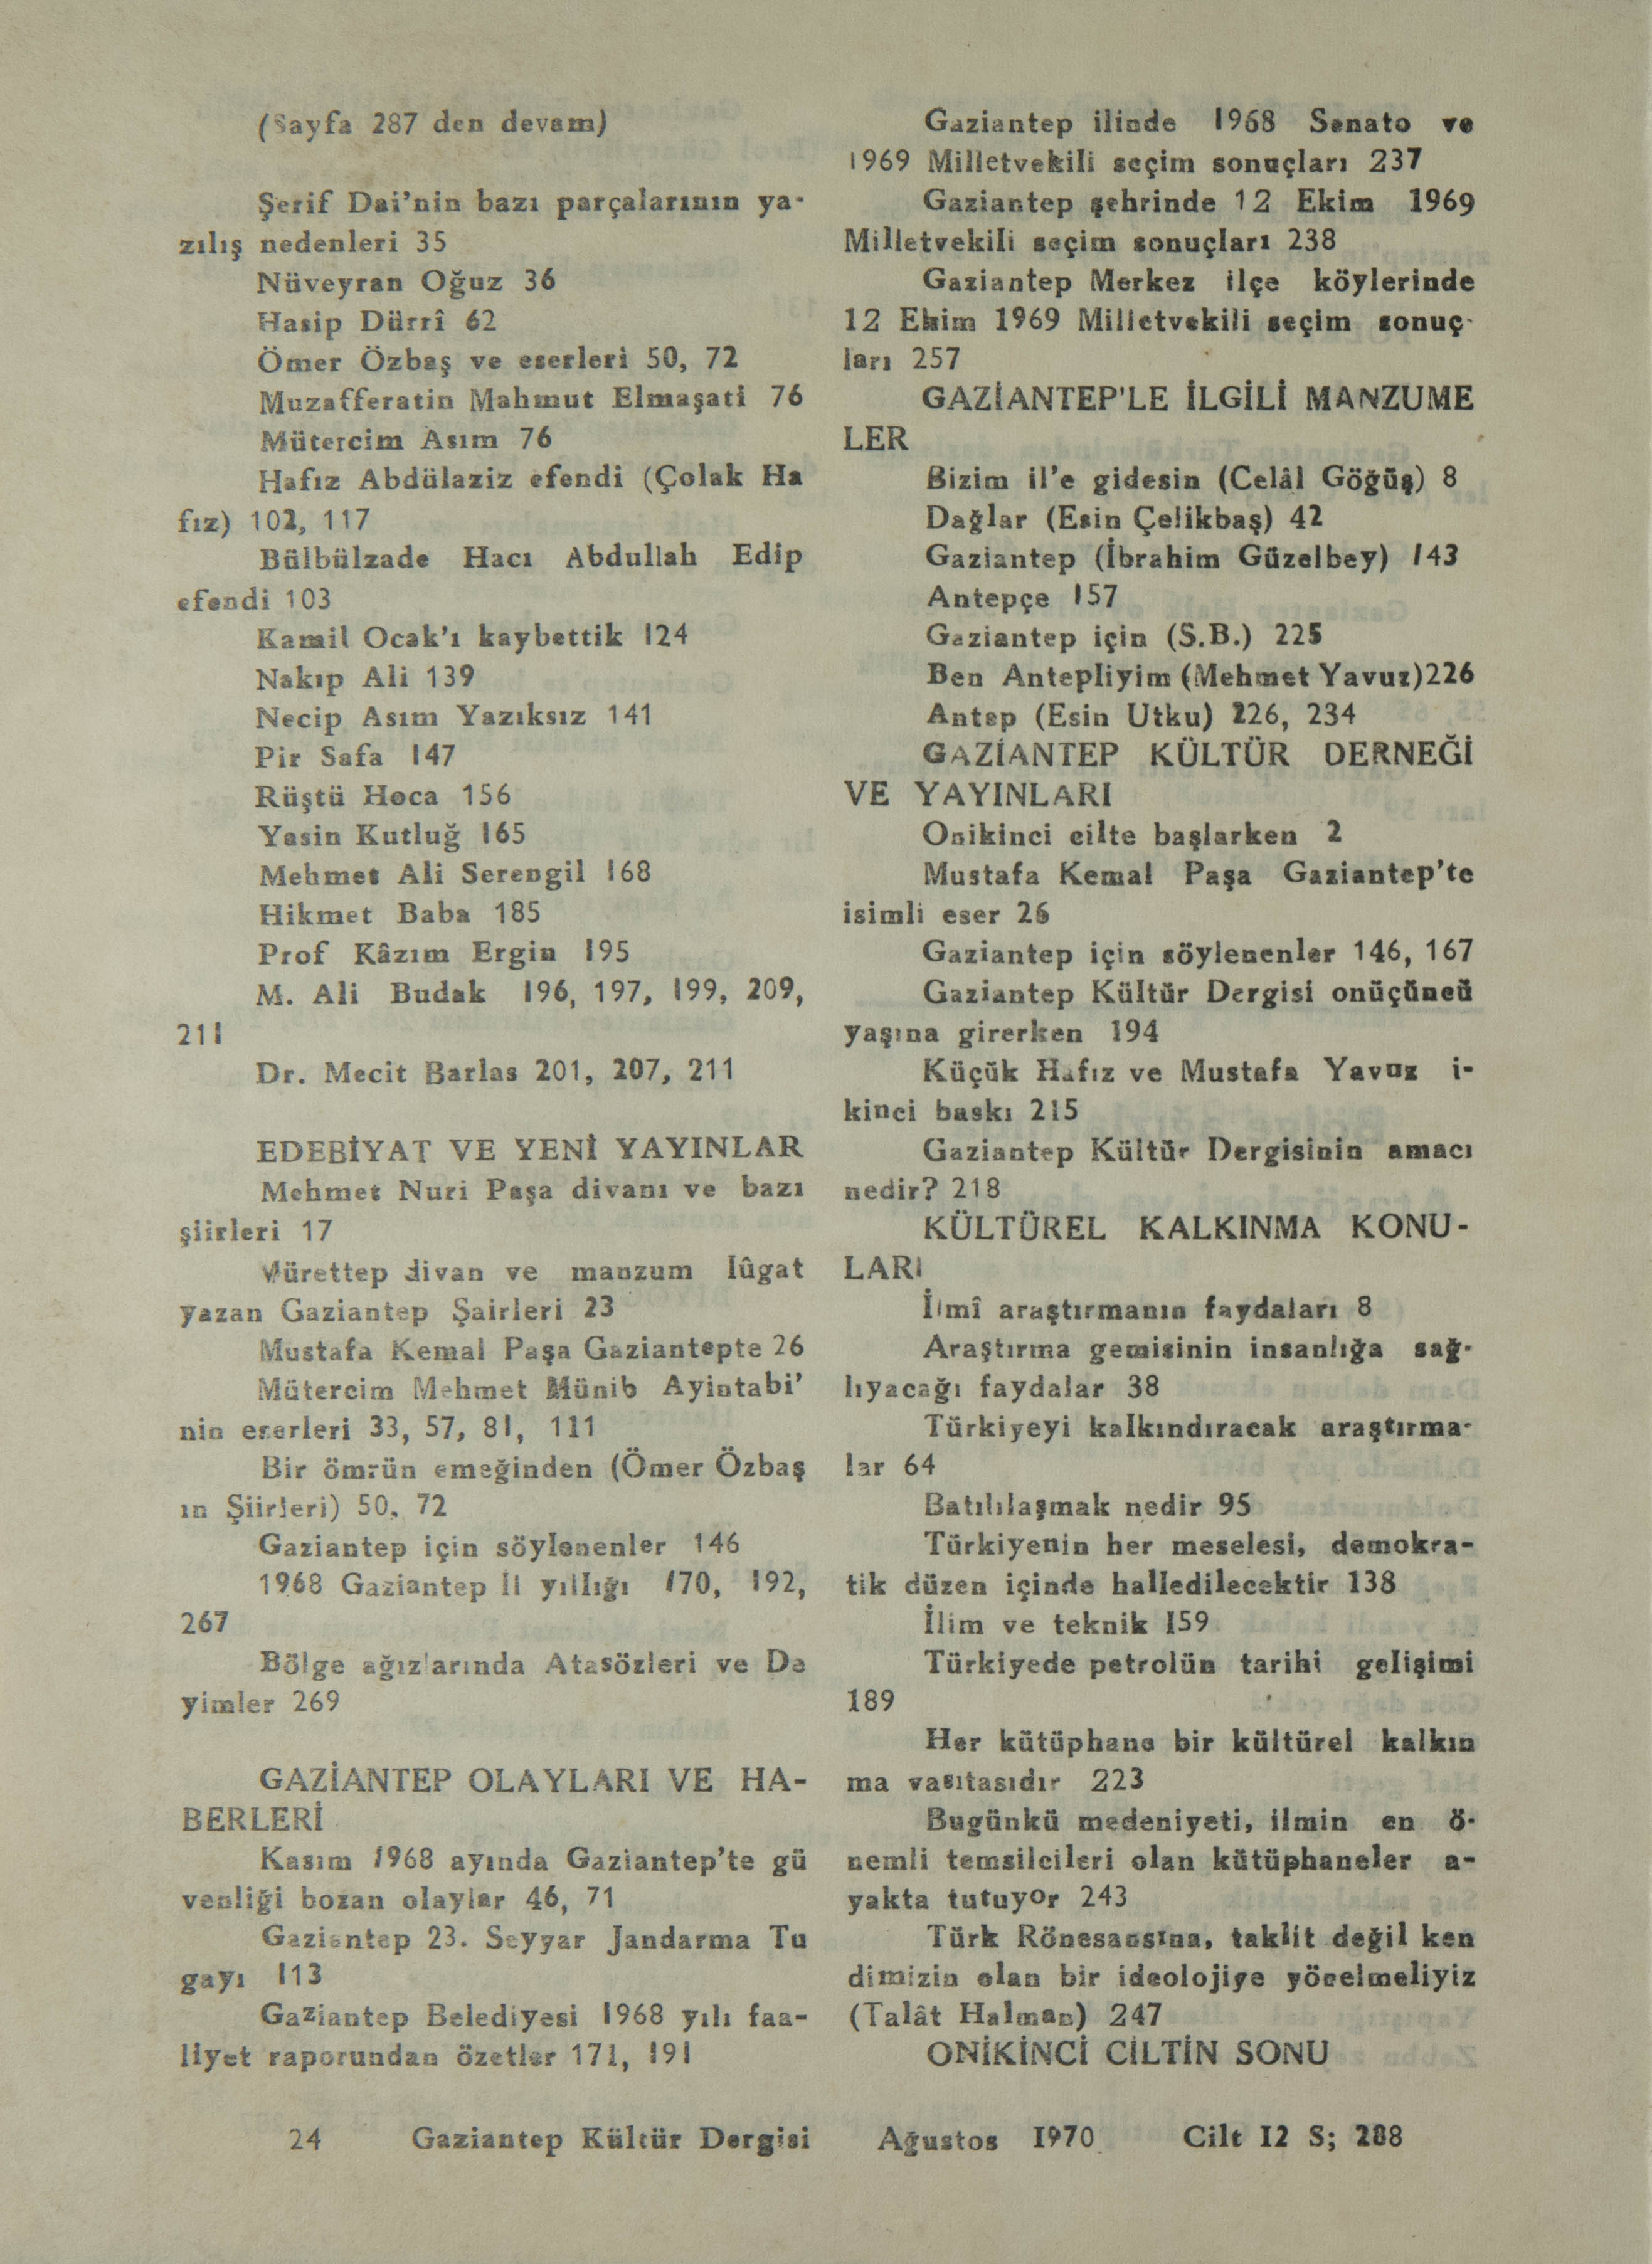 (Sayfa 287 den devam)
Şerif Dai'nin bazı parçalarının ya-
zılış nedenleri 35
Nüveyran Oğuz 36
Hasip Dürrî 62
Ömer Özbaş ve eserleri 50, 72
Muzafferatin Mahmut Elmaşati 76
Mütercim Asım 76
Hafız Abdülaziz efendi (Çolak Ha
fız) 102, 117
Bülbülzade Hacı Abdullah Edip
efendi 103
Kamil Ocak'ı kaybettik 124
Nakıp Ali 139
Necip Asım Yazıksız 141
Pir Safa 147
Rüştü Hoca 156
Yasin Kutluğ 165
Mehmet Ali Serengil 168
Hikmet Baba 185
Prof Kâzım Ergin 195
M. Ali Budak 196, 197, 199, 209,
211
Dr. Mecit Barlas 201, 207, 211
EDEBİYAT VE YENİ YAYINLAR
Mehmet Nuri Paşa divanı ve bazı
şiirleri 17
Mürettep divan ve manzum lûgat
yazan Gaziantep Şairleri 23
Mustafa Kemal Paşa Gaziantepte 26
Mütercim Mehmet Münib Ayintabi'
nin eserleri 33, 57, 81, 111
Bir ömrün emeğinden (Ömer Özbaş
ın Şiirleri) 50, 72
Gaziantep için söylenenler 146
1968 Gaziantep İl yıllığı 170, 192,
267
Bölge ağızlarında Atasözleri ve De
yimler 269
GAZİANTEP OLAYLARI VE HA-
BERLERİ
Kasım 1968 ayında Gaziantep'te gü
venliği bozan olaylar 46, 71
Gaziantep 23. Seyyar Jandarma Tu
gayı 113
Gaziantep Belediyesi 1968 yılı faa-
liyet raporundan özetler 171, 191
Gaziantep ilinde 1968 Senato ve
1969 Milletvekili seçim sonuçları 237
Gaziantep şehrinde 12 Ekim 1969
Milletvekili seçim sonuçları 238
Gaziantep Merkez ilçe köylerinde
12 Ekim 1969 Milletvekili seçim sonuç-
ları 257
GAZİANTEP'LE İLGİLİ MANZUME
LER
Bizim il'e gidesin (Celâl Göğüş) 8
Dağlar (Esin Çelikbaş) 42
Gaziantep (İbrahim Güzelbey) 143
Antepçe 157
Gaziantep için (S.B.) 225
Ben Antepliyim (Mehmet Yavuz)226
Antep (Esin Utku) 226, 234
GAZİANTEP KÜLTÜR DERNEĞİ
VE YAYINLARI
Onikinci cilte başlarken 2
Mustafa Kemal Paşa Gaziantep'te
isimli eser 26
Gaziantep için söylenenler 146, 167
Gaziantep Kültür Dergisi onüçüncü
yaşına girerken 194
Küçük Hafız ve Mustafa Yavuz i-
kinci baskı 215
Gaziantep Kültür Dergisinin amacı
nedir? 218
KÜLTÜREL KALKINMA KONU-
LARI
İlmî araştırmanın faydaları 8
Araştırma gemisinin insanlığa sağ-
lıyacağı faydalar 38
Türkiyeyi kalkındıracak araştırma-
lar 64
Batılılaşmak nedir 95
Türkiyenin her meselesi, demokra-
tik düzen içinde halledilecektir 138
İlim ve teknik 159
Türkiyede petrolün tarihi gelişimi
189
Her kütüphane bir kültürel kalkın
ma vasıtasıdır 223
Bugünkü medeniyeti, ilmin en ö-
nemli temsilcileri olan kütüphaneler a-
yakta tutuyor 243
Türk Rönesansına, taklit değil ken
dimizin olan bir ideolojiye yönelmeliyiz
(Talât Halman) 247
ONİKİNCİ CİLTİN SONU
24 Gaziantep Kültür Dergisi Ağustos 1970 Cilt 12 S; 288